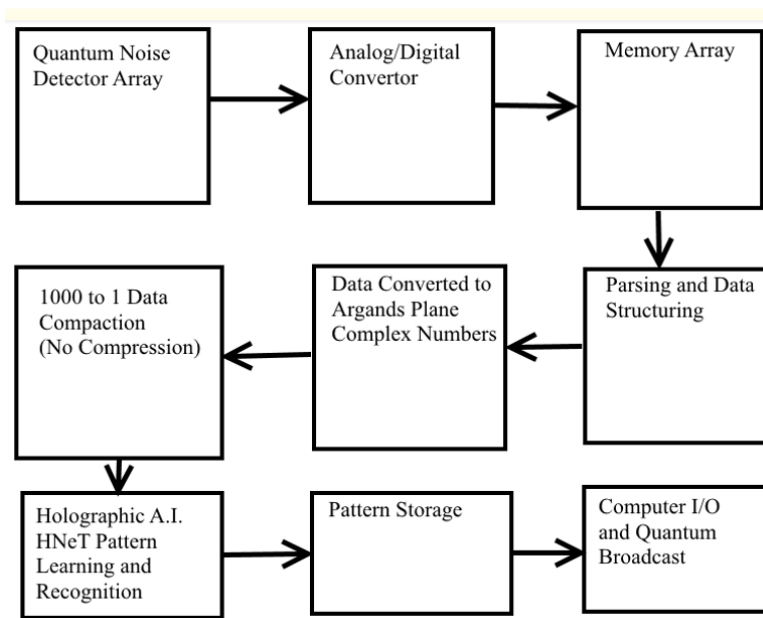 Quantum Noise
Detector Array
Analog/Digital
Convertor
Memory Array
Parsing and Data
Structuring
Data Converted to
Argands Plane
Complex Numbers
1000 to 1 Data
Compaction
(No Compression)
Holographic A.I.
HNeT Pattern
Learning and
Recognition
Pattern Storage
Computer I/O
and Quantum
Broadcast